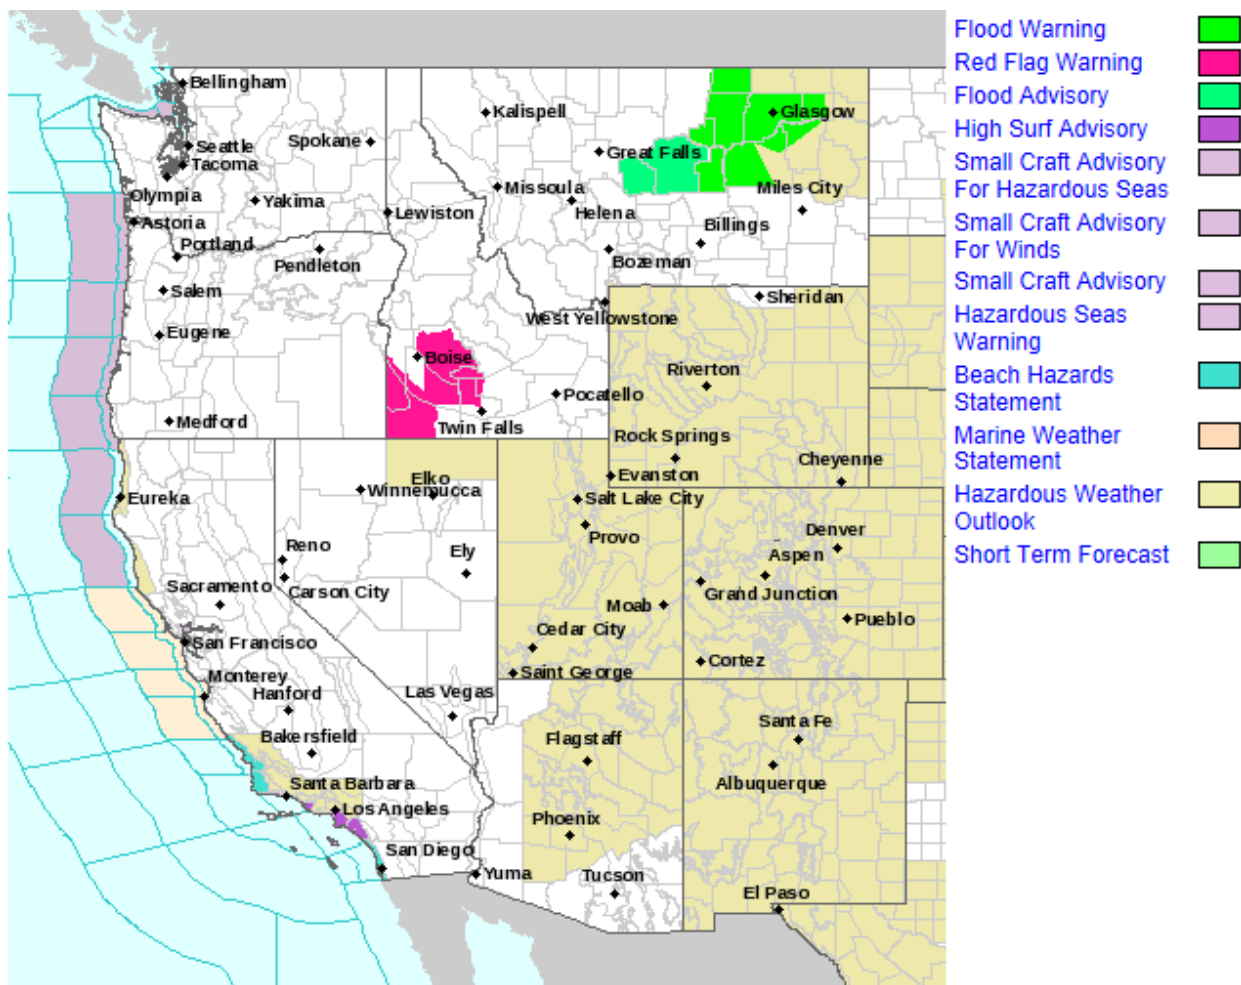 Flood Warning
Red Flag Warning
Flood Advisory
High Surf Advisory
Small Craft Advisory
For Hazardous Seas
Small Craft Advisory
For Winds
Small Craft Advisory
Hazardous Seas
Warning
Beach Hazards
Statement
Marine Weather
Statement
Hazardous Weather
Outlook
Short Term Forecast
Bellingham
Seattle
Tacoma
Olympia
Astoria
Portland
Salem
Eugene
Medford
Spokane
Yakima
Pendleton
Lewiston
Kalispell
Great Falls
Glasgow
Missoula
Helena
Miles City
Billings
Bozeman
West Yellowstone
Sheridan
Boise
Twin Falls
Pocatello
Riverton
Rock Springs
Evanston
Cheyenne
Eureka
Winnemucca
Elko
Reno
Carson City
Ely
Las Vegas
Salt Lake City
Provo
Moab
Cedar City
Saint George
Denver
Aspen
Grand Junction
Pueblo
Cortez
Sacramento
San Francisco
Monterey
Hanford
Bakersfield
Santa Barbara
Los Angeles
San Diego
Yuma
Flagstaff
Phoenix
Tucson
Santa Fe
Albuquerque
El Paso